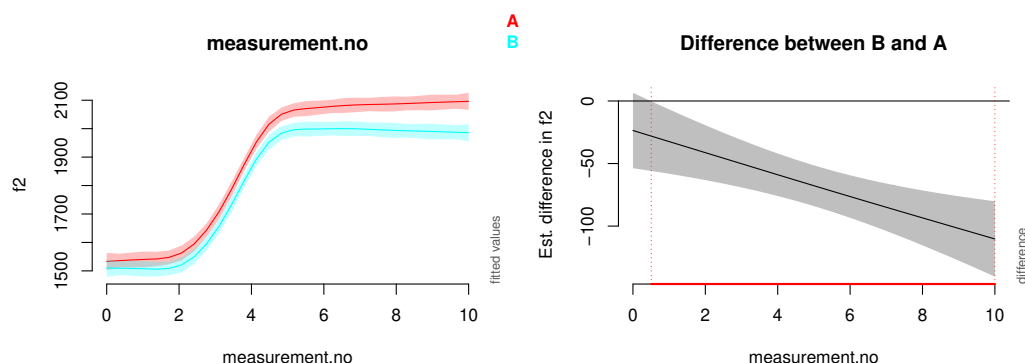 A
B
measurement.no
f2
1500
1700
1900
2100
0
2
4
6
8
10
measurement.no
fitted values
Difference between B and A
Est. difference in f2
−100
−50
0
0
2
4
6
8
10
measurement.no
difference